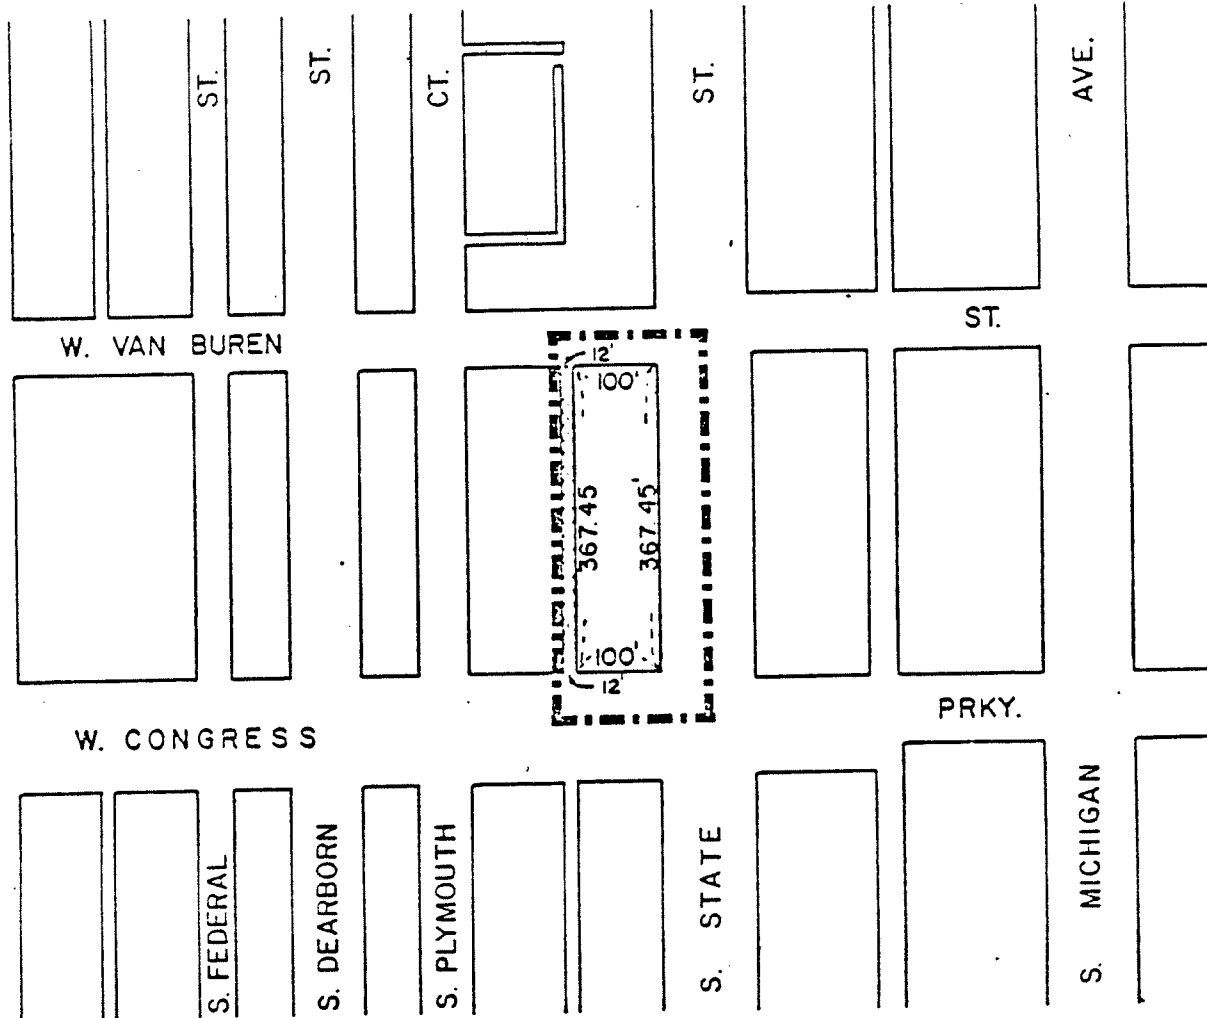 ST.
ST.
CT.
ST.
AVE.
W. VAN BUREN
ST.
12'
100'
367.45
367.45'
100'
12'
W. CONGRESS
PRKY.
S. FEDERAL
S. DEARBORN
S. PLYMOUTH
S. STATE
S. MICHIGAN